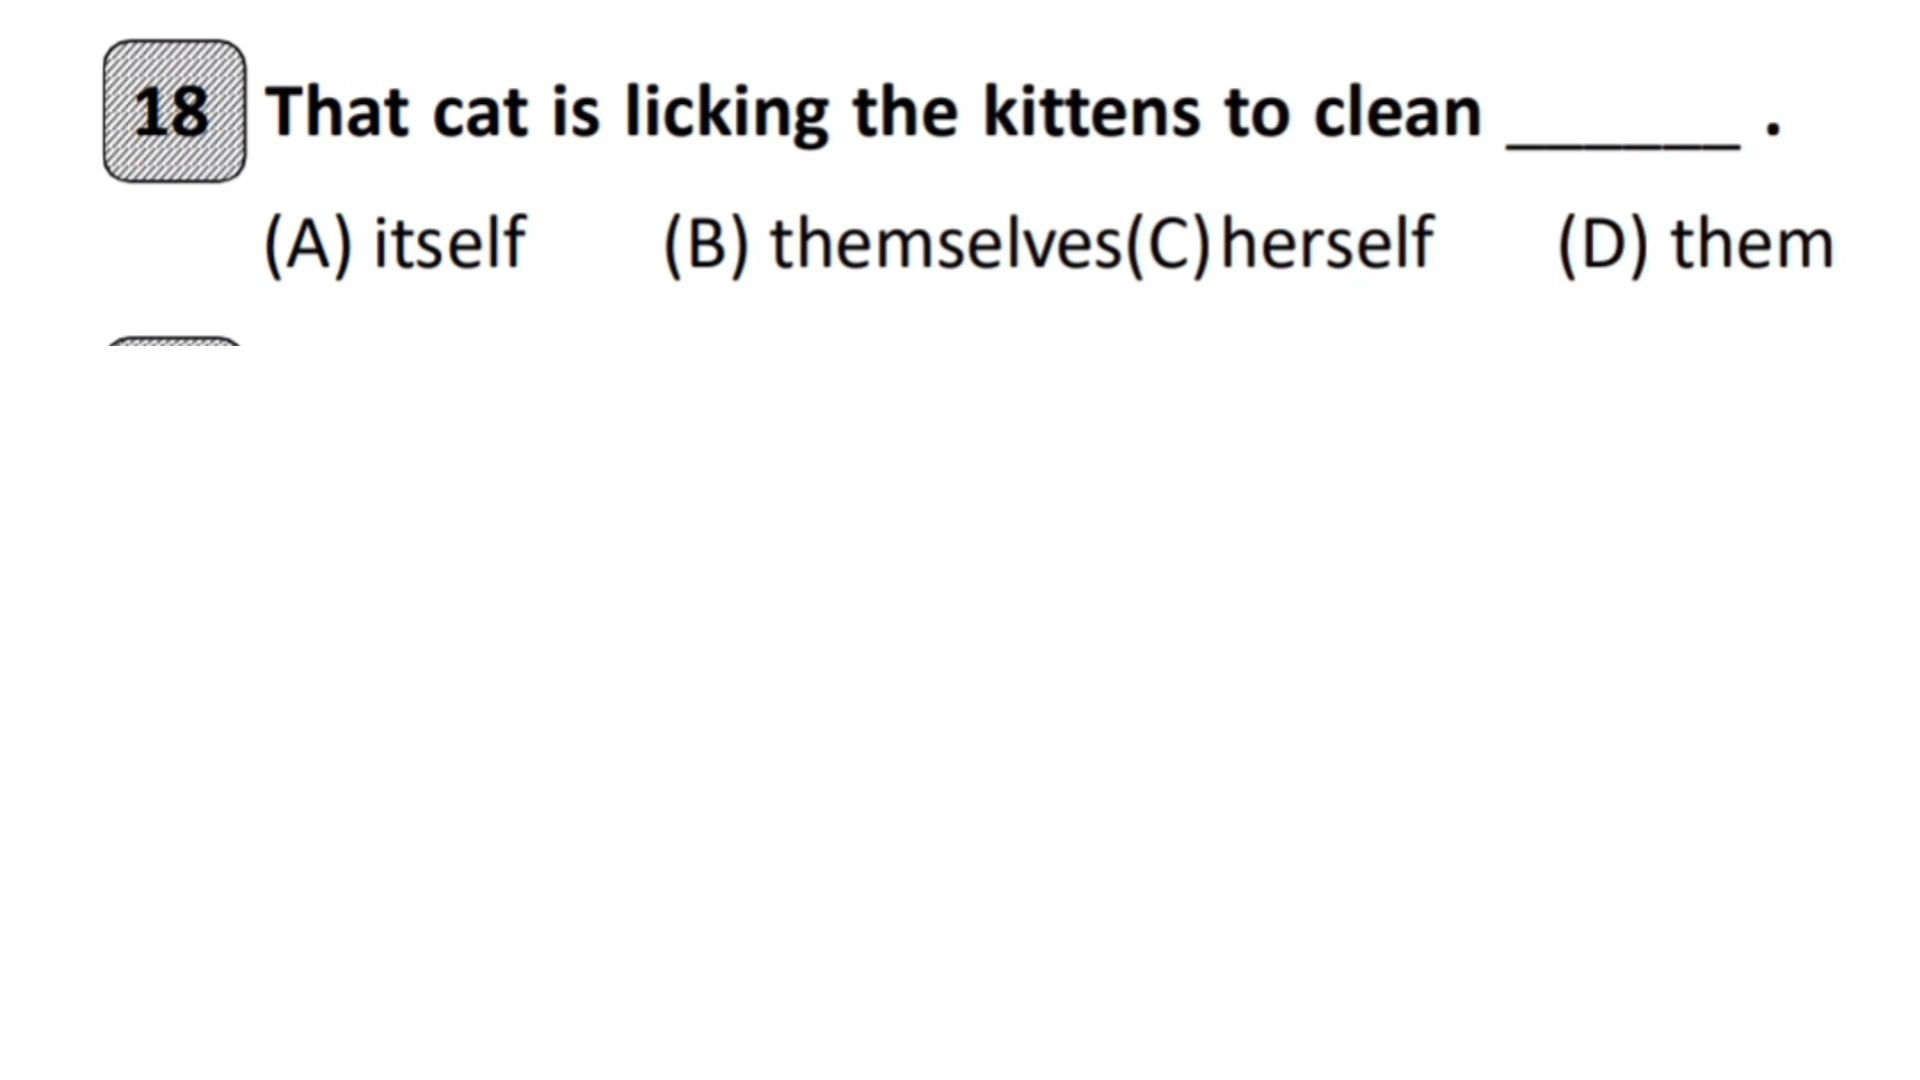 18 That cat is licking the kittens to clean ______ .
(A) itself (B) themselves(C)herself (D) them